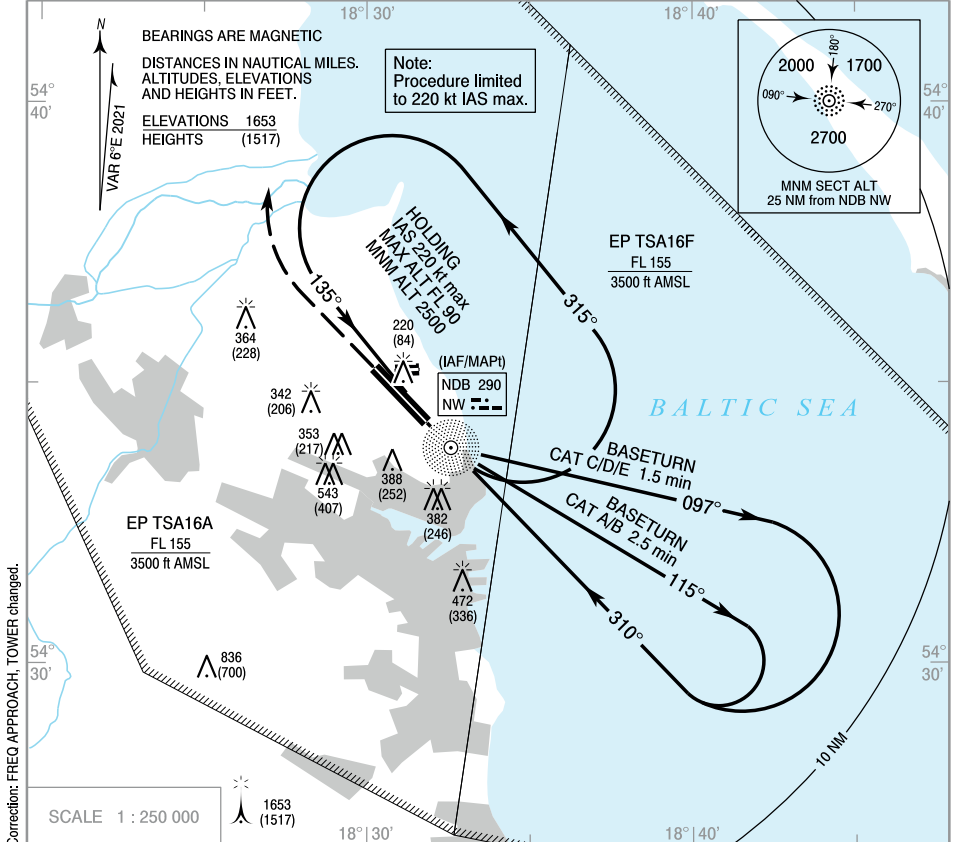 18° 30'
18° 40'
N
VAR 6°E 2021
BEARINGS ARE MAGNETIC
DISTANCES IN NAUTICAL MILES.
ALTITUDES, ELEVATIONS
AND HEIGHTS IN FEET.
ELEVATIONS 1653
HEIGHTS (1517)
Note:
Procedure limited
to 220 kt IAS max.
180°
2000 1700
090° 270°
2700
MNM SECT ALT
25 NM from NDB NW
54°
40'
54°
40'
HOLDING
IAS 220 kt max
MAX ALT FL 90
MNM ALT 2500
135°
315°
EP TSA16F
FL 155
3500 ft AMSL
364
(228)
220
(84)
(IAF/MAPt)
NDB 290
NW
342
(206)
353
(217)
543
(407)
388
(252)
382
(246)
BALTIC SEA
BASETURN
CAT C/D/E 1.5 min
097°
BASETURN
CAT A/B 2.5 min
115°
310°
EP TSA16A
FL 155
3500 ft AMSL
472
(336)
836
(700)
54°
30'
54°
30'
10 NM
1653
(1517)
SCALE 1 : 250 000
18° 30'
18° 40'
Correction: FREQ APPROACH, TOWER changed.